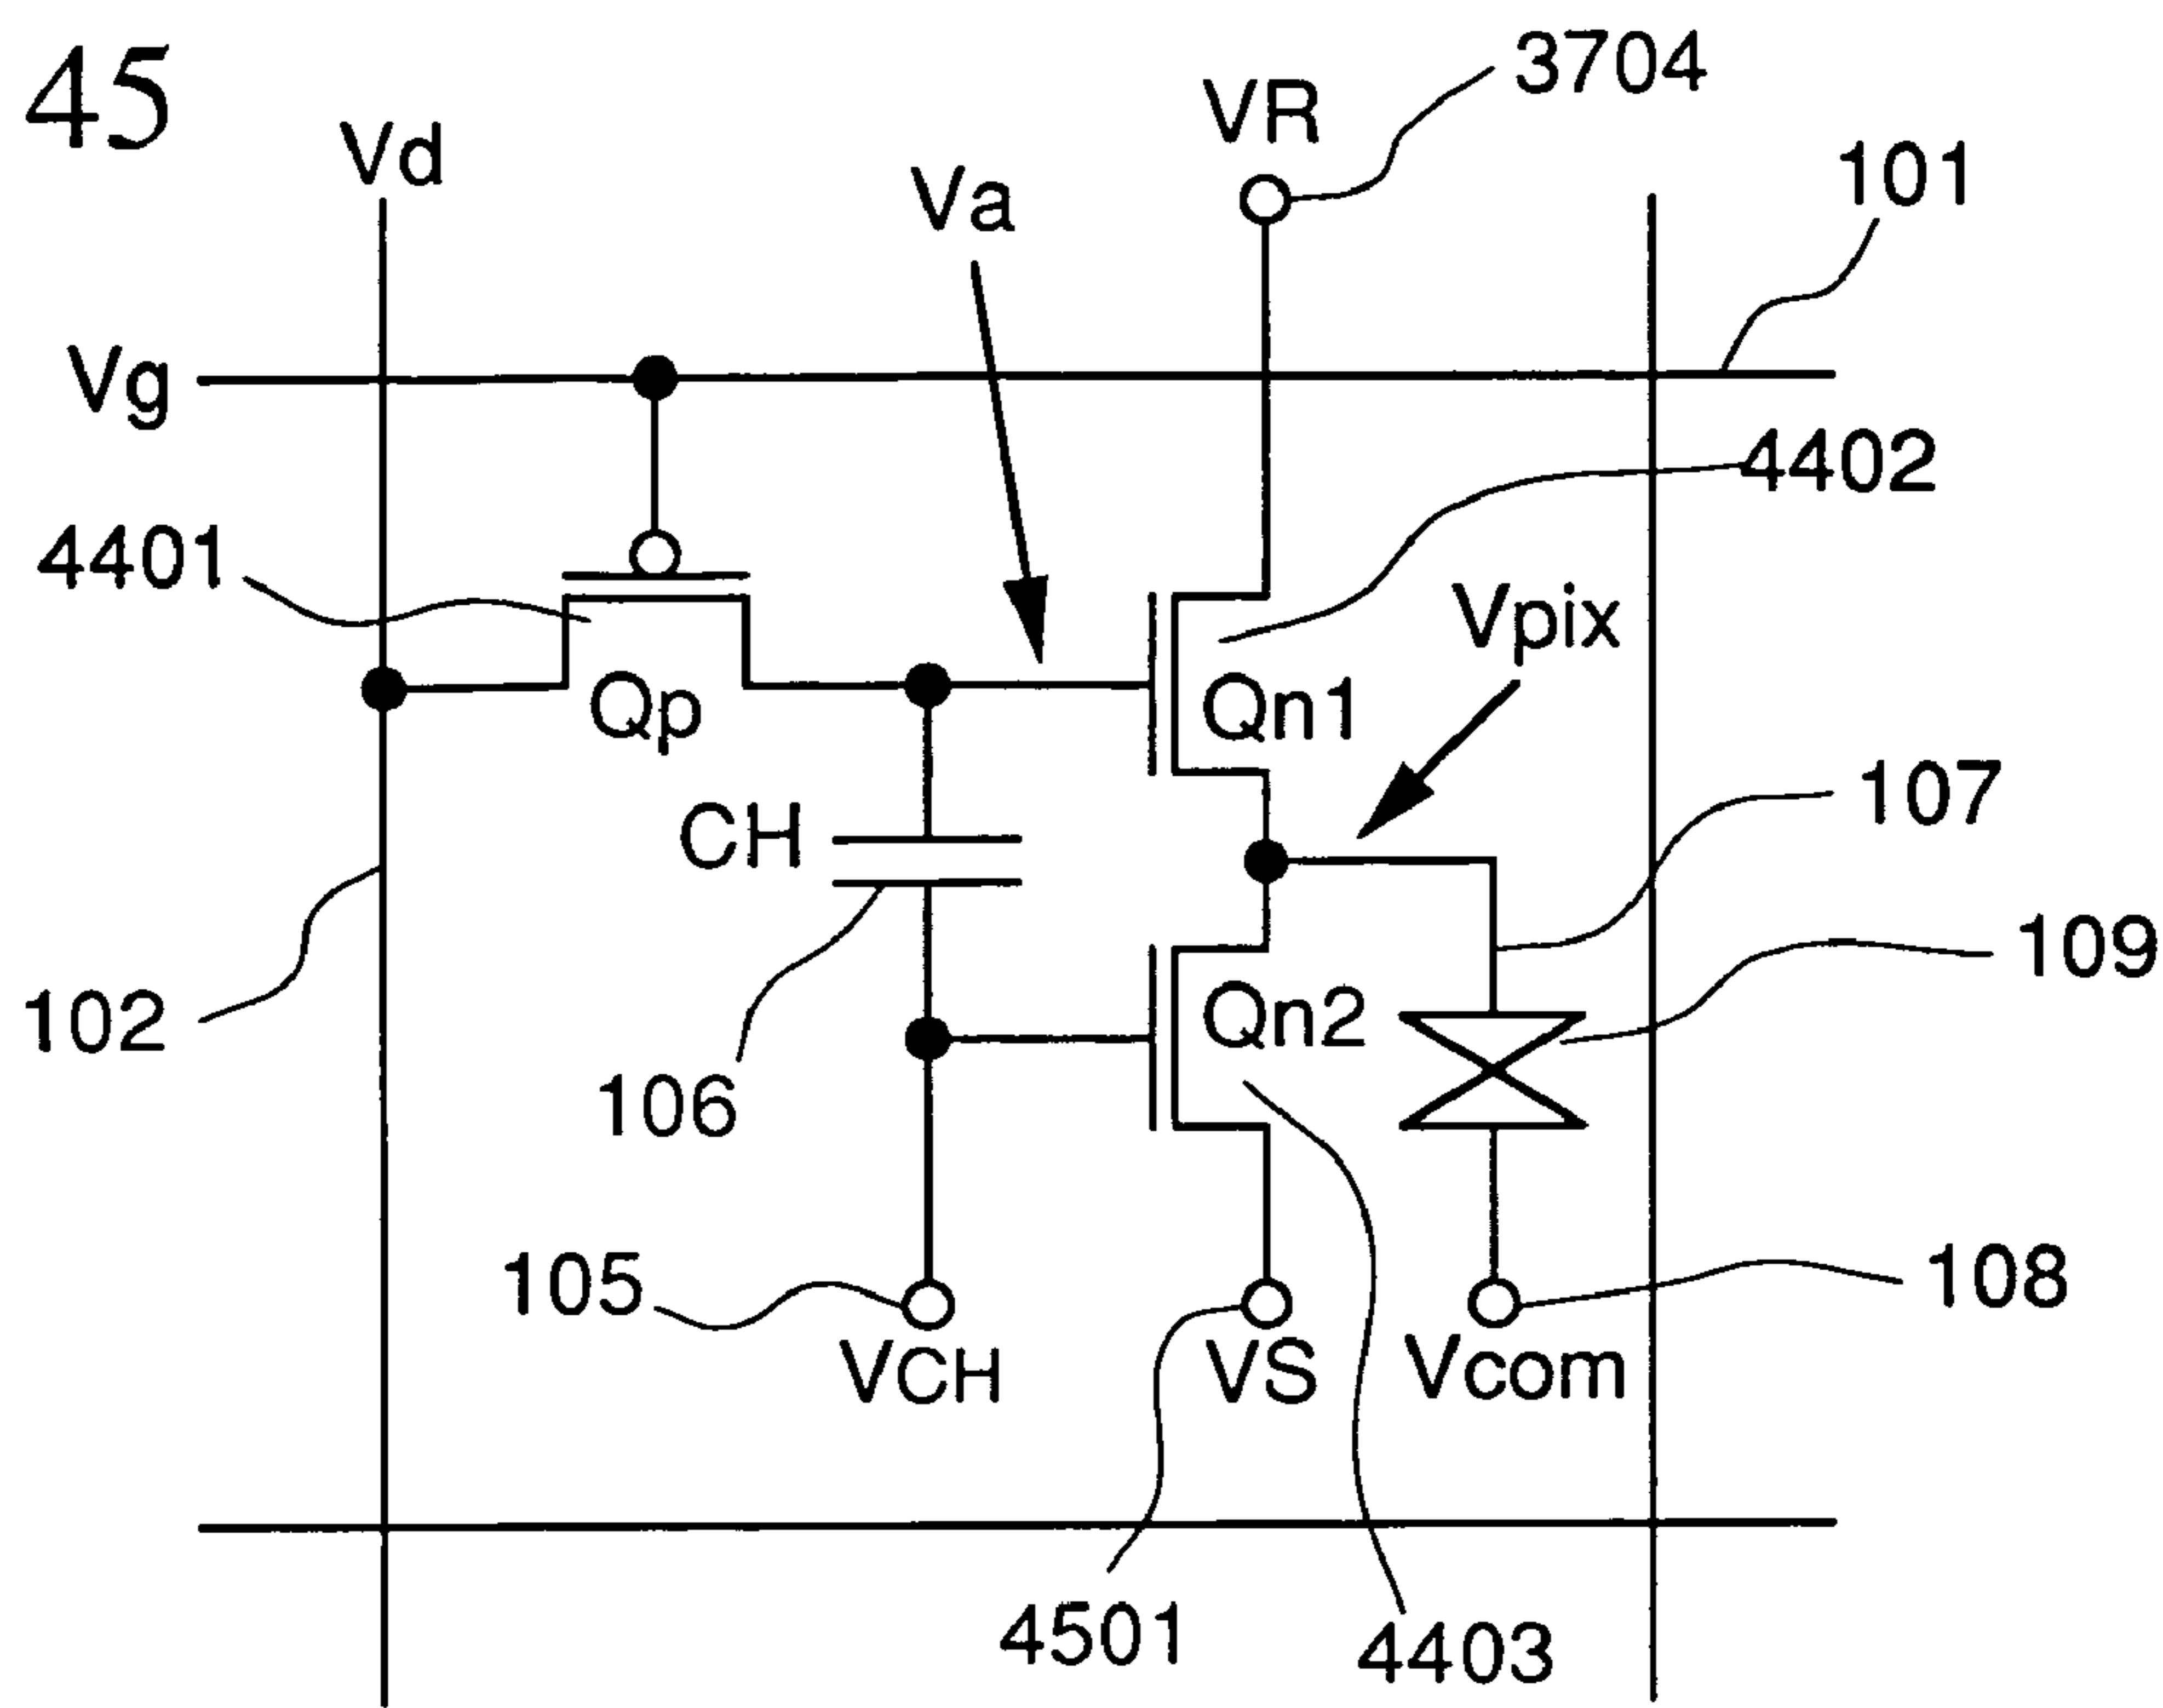 45
3704
VR
Vd
101
Va
Vg
4402
4401
Vpix
Qp
Qn1
107
CH
109
Qn2
102
106
105
108
VCH
VS
Vcom
4501
4403